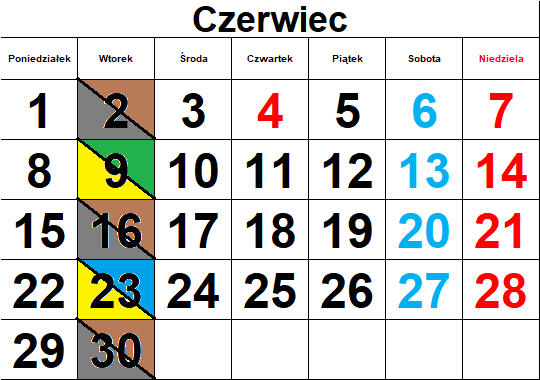 Czerwiec
Poniedziałek Wtorek Środa Czwartek Piątek Sobota Niedziela
1 2 3 4 5 6 7
8 9 10 11 12 13 14
15 16 17 18 19 20 21
22 23 24 25 26 27 28
29 30